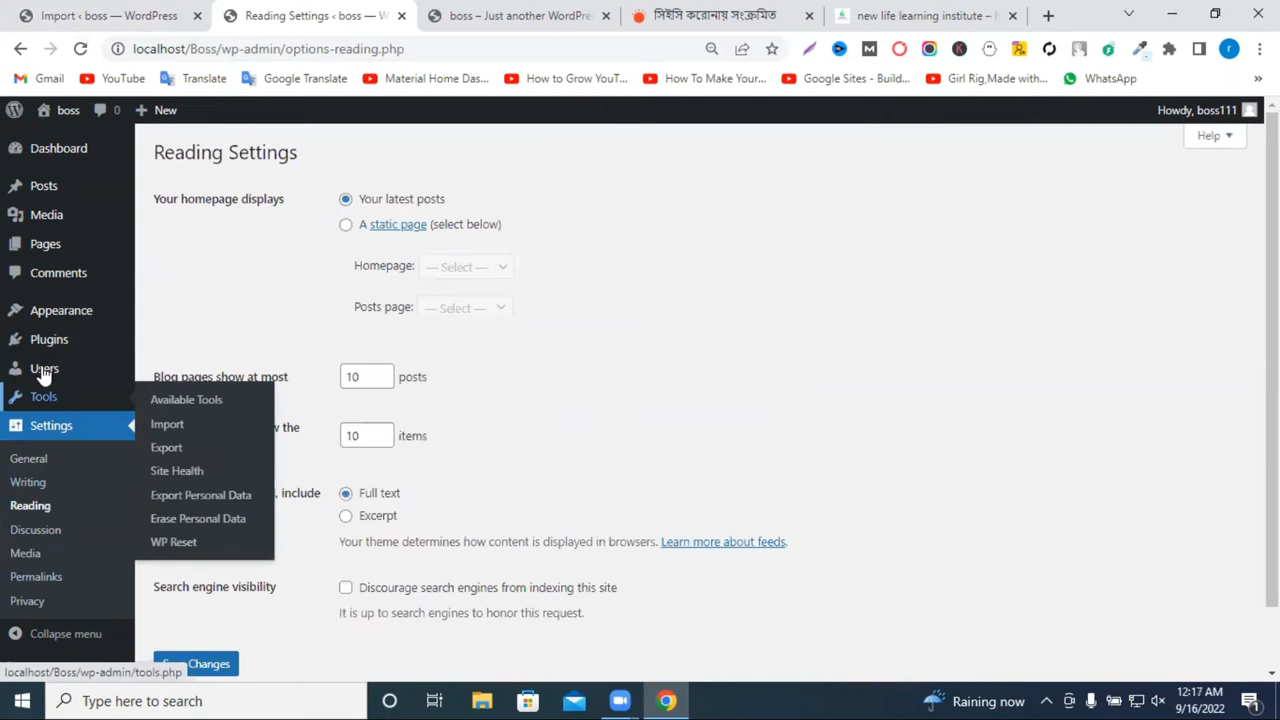 Import ‹ boss — WordPress
Reading Settings ‹ boss — W
boss – Just another WordPre
সিইসি করোনায় সংক্রমিত
new life learning institute –
localhost/Boss/wp-admin/options-reading.php
Gmail
YouTube
Translate
Google Translate
Material Home Das...
How to Grow YouT...
How To Make Your...
Google Sites - Build...
Girl Rig,Made with...
WhatsApp
boss
0
New
Howdy, boss111
Help
Dashboard
Posts
Media
Pages
Comments
Appearance
Plugins
Users
Tools
Settings
General
Writing
Reading
Discussion
Media
Permalinks
Privacy
Collapse menu
localhost/Boss/wp-admin/tools.php
Available Tools
Import
Export
Site Health
Export Personal Data
Erase Personal Data
WP Reset
Reading Settings
Your homepage displays
Your latest posts
A static page (select below)
Homepage: — Select —
Posts page: — Select —
Blog pages show at most
10 posts
the
10 items
, include
Full text
Excerpt
Your theme determines how content is displayed in browsers. Learn more about feeds.
Search engine visibility
Discourage search engines from indexing this site
It is up to search engines to honor this request.
Changes
Type here to search
Raining now
12:17 AM
9/16/2022
1